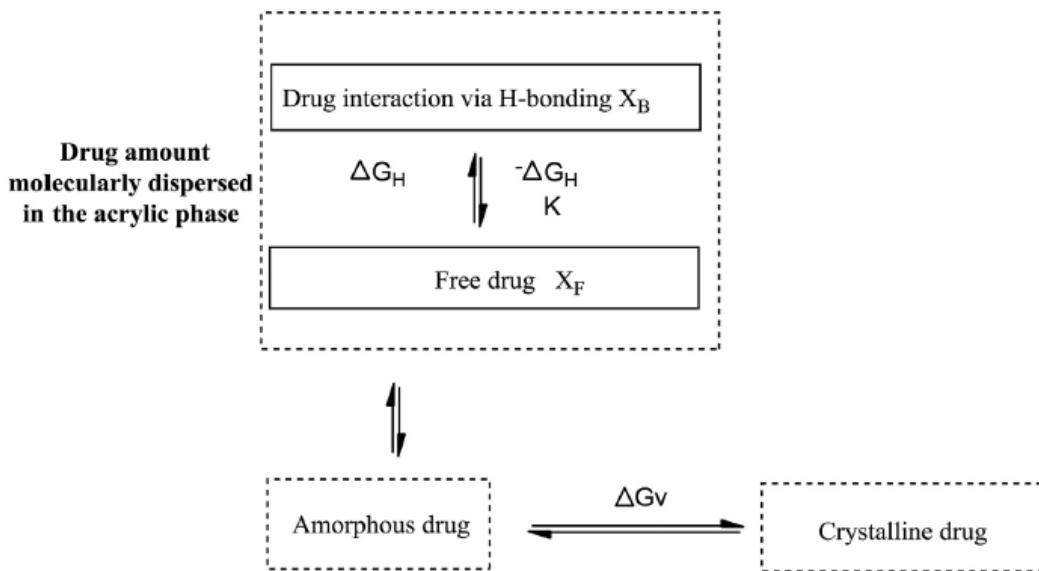 Drug interaction via H-bonding X_B
Drug amount
molecularly dispersed
in the acrylic phase
ΔG_H
-ΔG_H
K
Free drug X_F
Amorphous drug
ΔGv
Crystalline drug